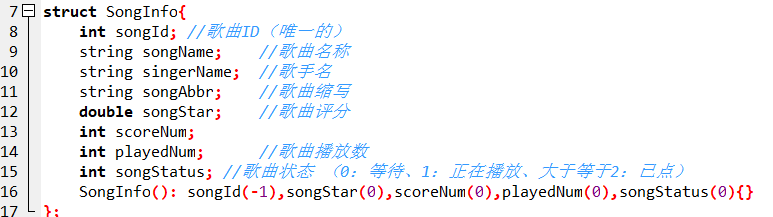 7 struct SongInfo{
8 int songId; //歌曲ID（唯一的）
9 string songName; //歌曲名称
10 string singerName; //歌手名
11 string songAbbr; //歌曲缩写
12 double songStar; //歌曲评分
13 int scoreNum;
14 int playedNum; //歌曲播放数
15 int songStatus; //歌曲状态 （0：等待、1：正在播放、大于等于2：已点）
16 SongInfo(): songId(-1),songStar(0),scoreNum(0),playedNum(0),songStatus(0){}
17 };